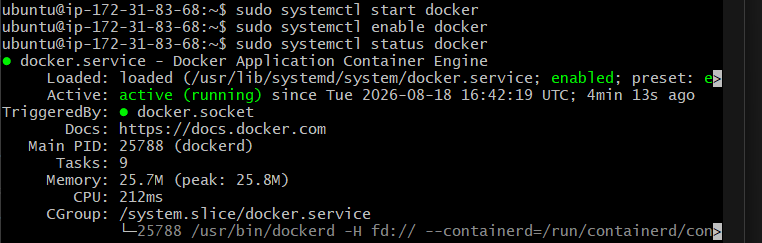 ubuntu@ip-172-31-83-68:~$ sudo systemctl start docker
ubuntu@ip-172-31-83-68:~$ sudo systemctl enable docker
ubuntu@ip-172-31-83-68:~$ sudo systemctl status docker
● docker.service - Docker Application Container Engine
     Loaded: loaded (/usr/lib/systemd/system/docker.service; enabled; preset: e>
     Active: active (running) since Tue 2026-08-18 16:42:19 UTC; 4min 13s ago
TriggeredBy: ● docker.socket
       Docs: https://docs.docker.com
   Main PID: 25788 (dockerd)
      Tasks: 9
     Memory: 25.7M (peak: 25.8M)
        CPU: 212ms
     CGroup: /system.slice/docker.service
             └─25788 /usr/bin/dockerd -H fd:// --containerd=/run/containerd/con>